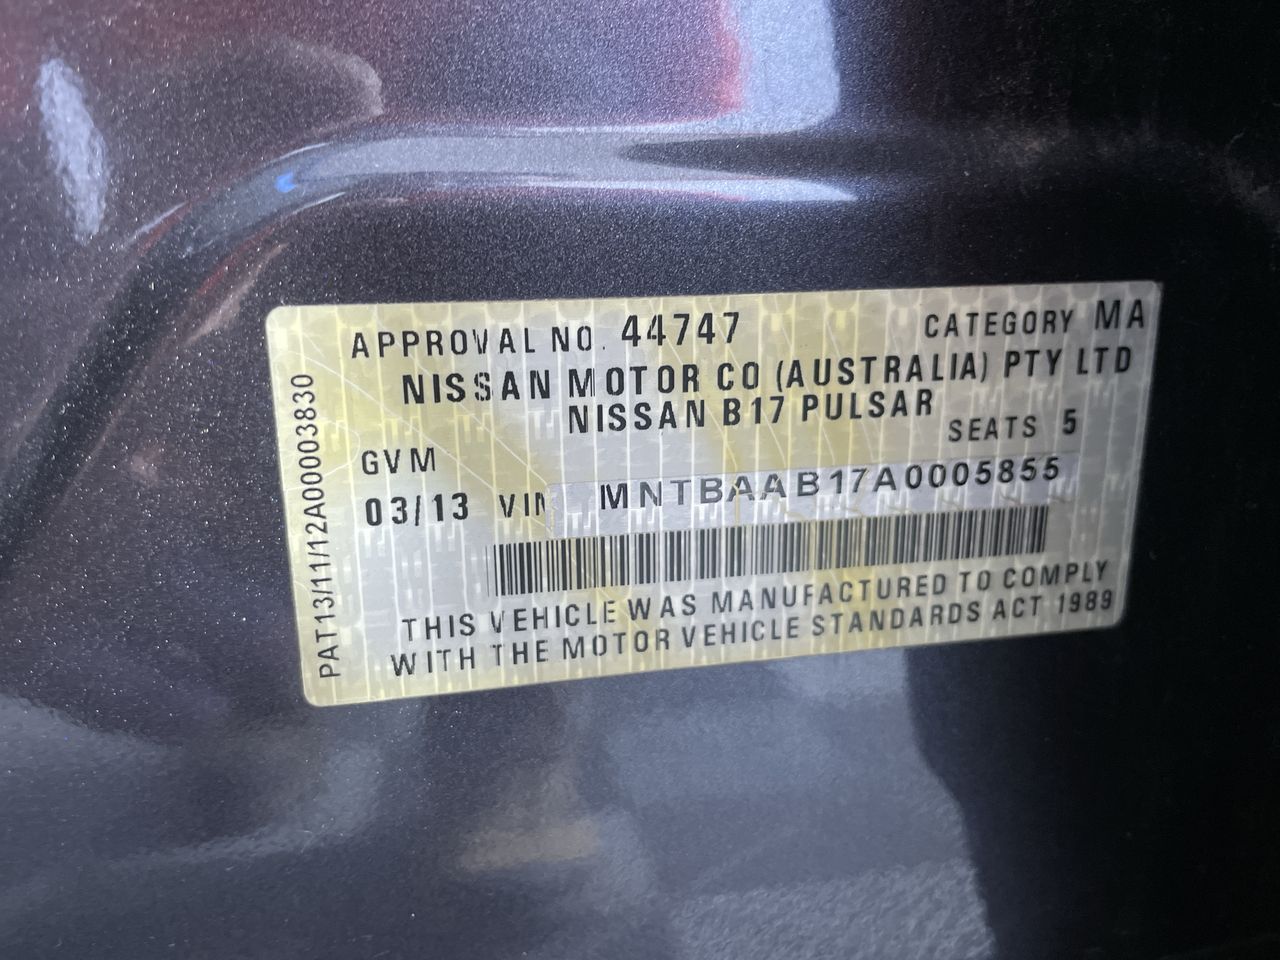 APPROVAL NO. 44747 CATEGORY MA
NISSAN MOTOR CO (AUSTRALIA) PTY LTD
NISSAN B17 PULSAR
SEATS 5
GVM
03/13 VIN MNTBAAB17A0005855
THIS VEHICLE WAS MANUFACTURED TO COMPLY
WITH THE MOTOR VEHICLE STANDARDS ACT 1989
PAT13/11/12A00003830